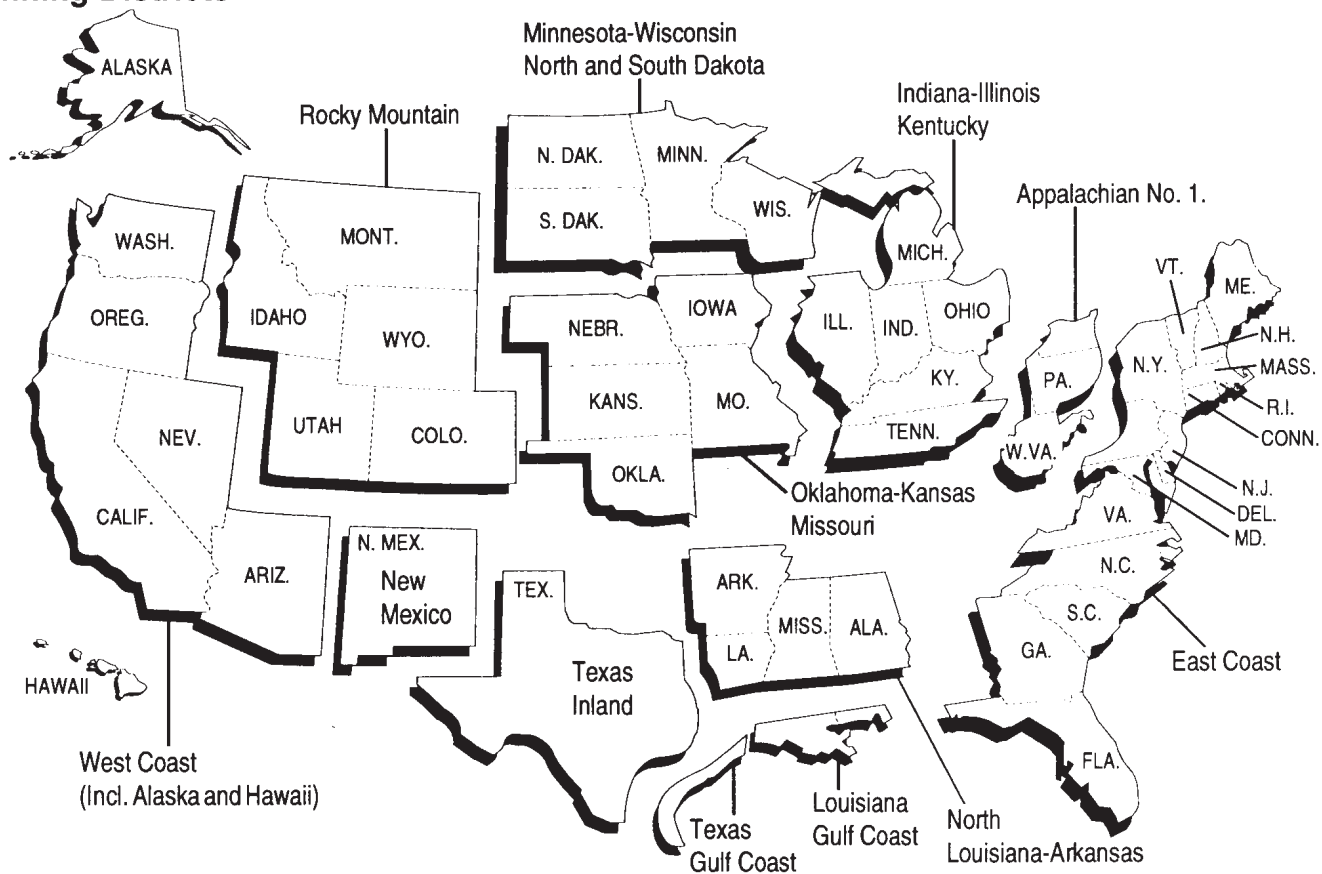 ALASKA
Minnesota-Wisconsin
North and South Dakota
Rocky Mountain
Indiana-Illinois
Kentucky
Appalachian No. 1.
N. DAK.
MINN.
S. DAK.
WIS.
WASH.
MONT.
MICH.
VT.
ME.
OREG.
IDAHO
WYO.
NEBR.
IOWA
ILL.
IND.
OHIO
N.Y.
N.H.
MASS.
R.I.
CONN.
PA.
KY.
NEV.
UTAH
COLO.
KANS.
MO.
TENN.
W.VA.
OKLA.
Oklahoma-Kansas
Missouri
N.J.
DEL.
MD.
VA.
CALIF.
ARIZ.
N. MEX.
New
Mexico
TEX.
Texas
Inland
ARK.
MISS.
ALA.
LA.
N.C.
S.C.
GA.
East Coast
HAWAII
FLA.
West Coast
(Incl. Alaska and Hawaii)
Texas
Gulf Coast
Louisiana
Gulf Coast
North
Louisiana-Arkansas